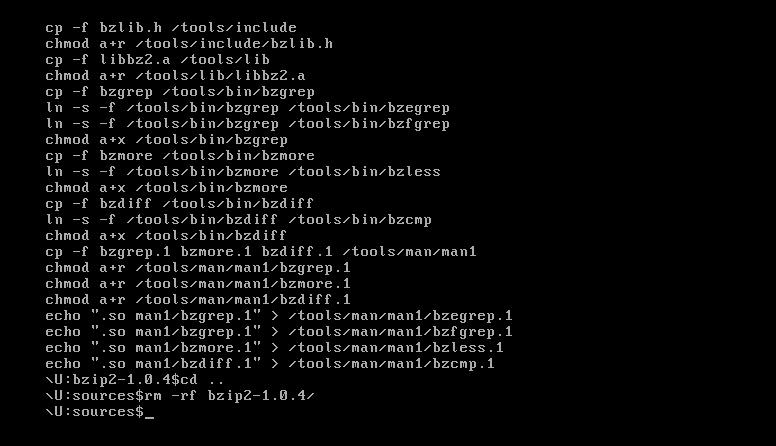 cp -f bzlib.h /tools/include
chmod a+r /tools/include/bzlib.h
cp -f libbz2.a /tools/lib
chmod a+r /tools/lib/libbz2.a
cp -f bzgrep /tools/bin/bzgrep
ln -s -f /tools/bin/bzgrep /tools/bin/bzegrep
ln -s -f /tools/bin/bzgrep /tools/bin/bzfgrep
chmod a+x /tools/bin/bzgrep
cp -f bzmore /tools/bin/bzmore
ln -s -f /tools/bin/bzmore /tools/bin/bzless
chmod a+x /tools/bin/bzmore
cp -f bzdiff /tools/bin/bzdiff
ln -s -f /tools/bin/bzdiff /tools/bin/bzcmp
chmod a+x /tools/bin/bzdiff
cp -f bzgrep.1 bzmore.1 bzdiff.1 /tools/man/man1
chmod a+r /tools/man/man1/bzgrep.1
chmod a+r /tools/man/man1/bzmore.1
chmod a+r /tools/man/man1/bzdiff.1
echo ".so man1/bzgrep.1" > /tools/man/man1/bzegrep.1
echo ".so man1/bzgrep.1" > /tools/man/man1/bzfgrep.1
echo ".so man1/bzmore.1" > /tools/man/man1/bzless.1
echo ".so man1/bzdiff.1" > /tools/man/man1/bzcmp.1
\U:bzip2-1.0.4$cd ..
\U:sources$rm -rf bzip2-1.0.4/
\U:sources$_